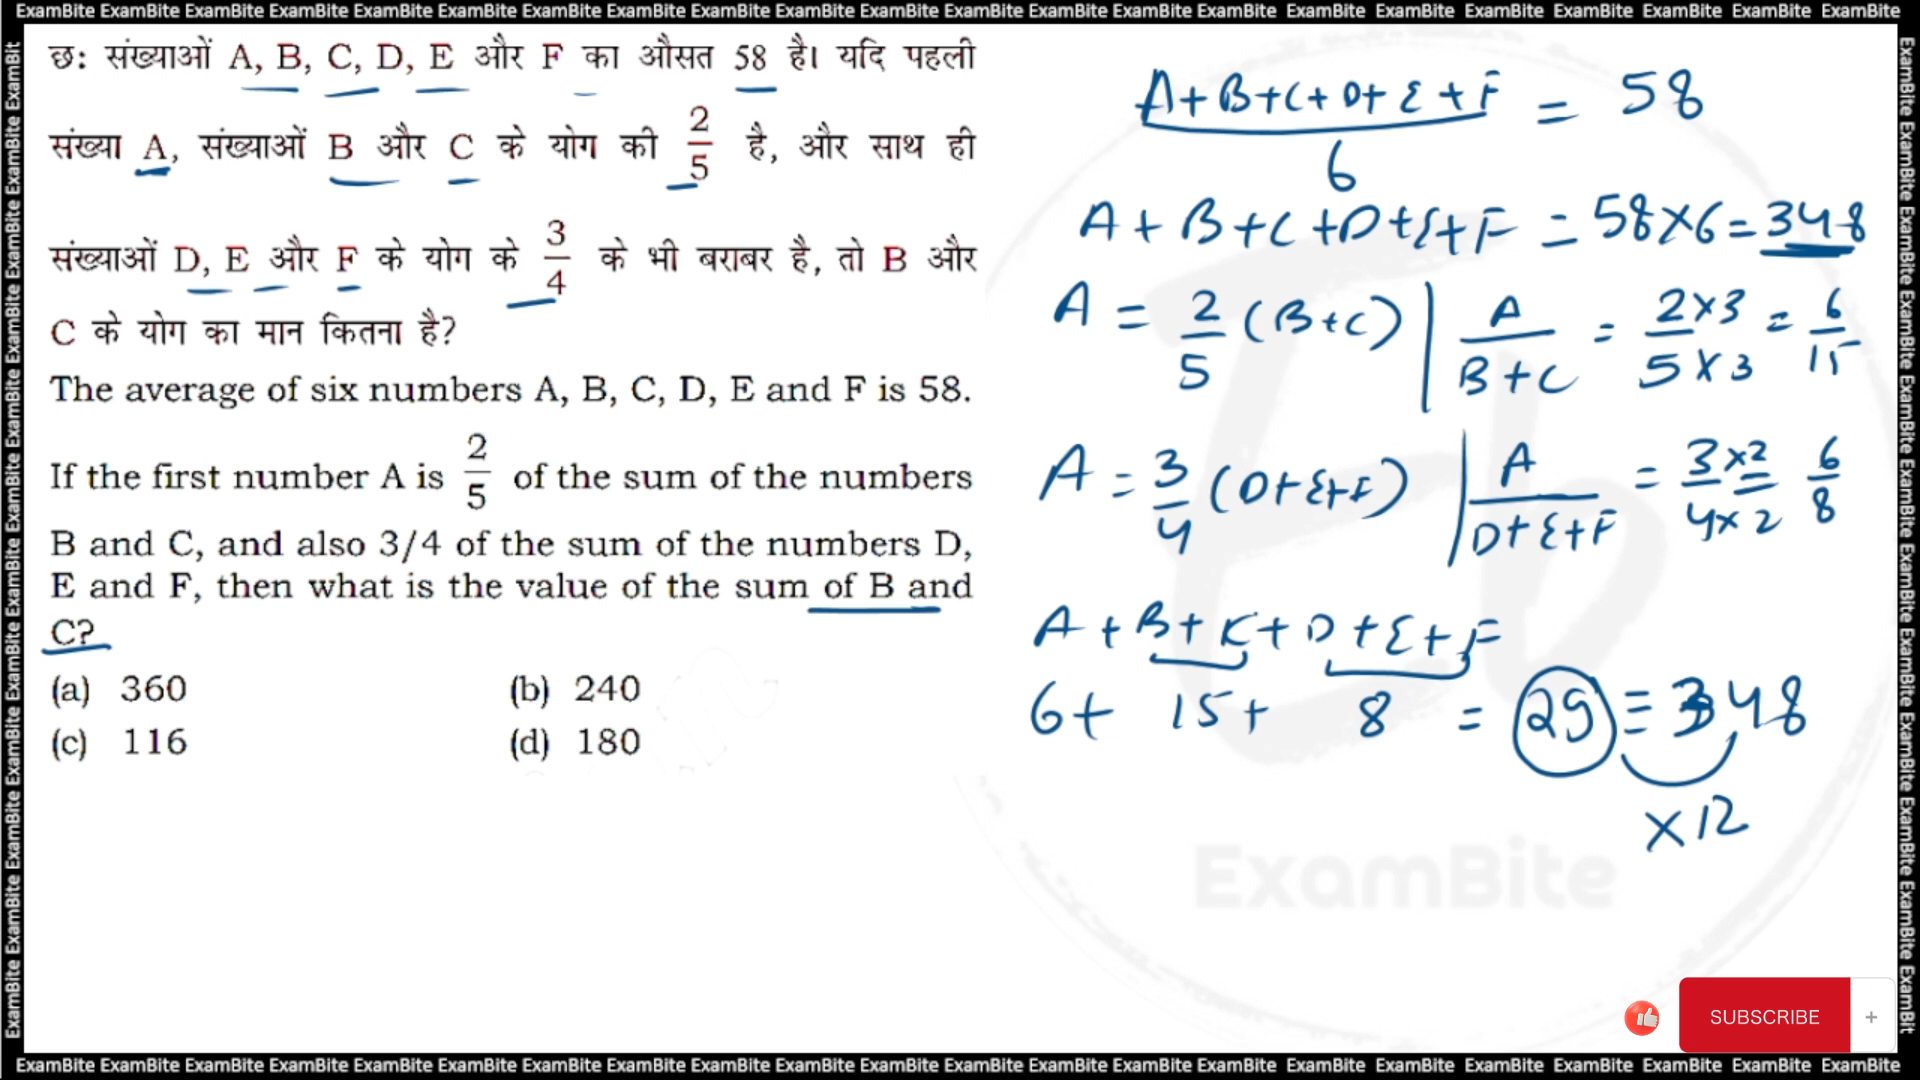 ExamBite ExamBite ExamBite ExamBite ExamBite ExamBite ExamBite ExamBite ExamBite ExamBite ExamBite ExamBite ExamBite ExamBite ExamBite ExamBite ExamBite ExamBite ExamBite ExamBite ExamBite ExamBite
छ: संख्याओं A, B, C, D, E और F का औसत 58 है। यदि पहली
संख्या A, संख्याओं B और C के योग की 2/5 है, और साथ ही
संख्याओं D, E और F के योग के 3/4 के भी बराबर है, तो B और
C के योग का मान कितना है?
The average of six numbers A, B, C, D, E and F is 58.
If the first number A is 2/5 of the sum of the numbers
B and C, and also 3/4 of the sum of the numbers D,
E and F, then what is the value of the sum of B and
C?
(a) 360 (b) 240
(c) 116 (d) 180
A+B+C+D+E+F = 58
6
A+B+C+D+E+F = 58×6=348
A = 2/5 (B+C) | A/B+C = 2×3/5×3 = 6/15
A = 3/4 (D+E+F) | A/D+E+F = 3×2/4×2 6/8
A+B+C+D+E+F
6+ 15+ 8 = 29 = 348
×12
Eb
ExamBite
SUBSCRIBE +
ExamBite ExamBite ExamBite ExamBite ExamBite ExamBite ExamBite ExamBite ExamBite ExamBite ExamBite ExamBite ExamBite ExamBite ExamBite ExamBite ExamBite ExamBite ExamBite ExamBite ExamBite ExamBite